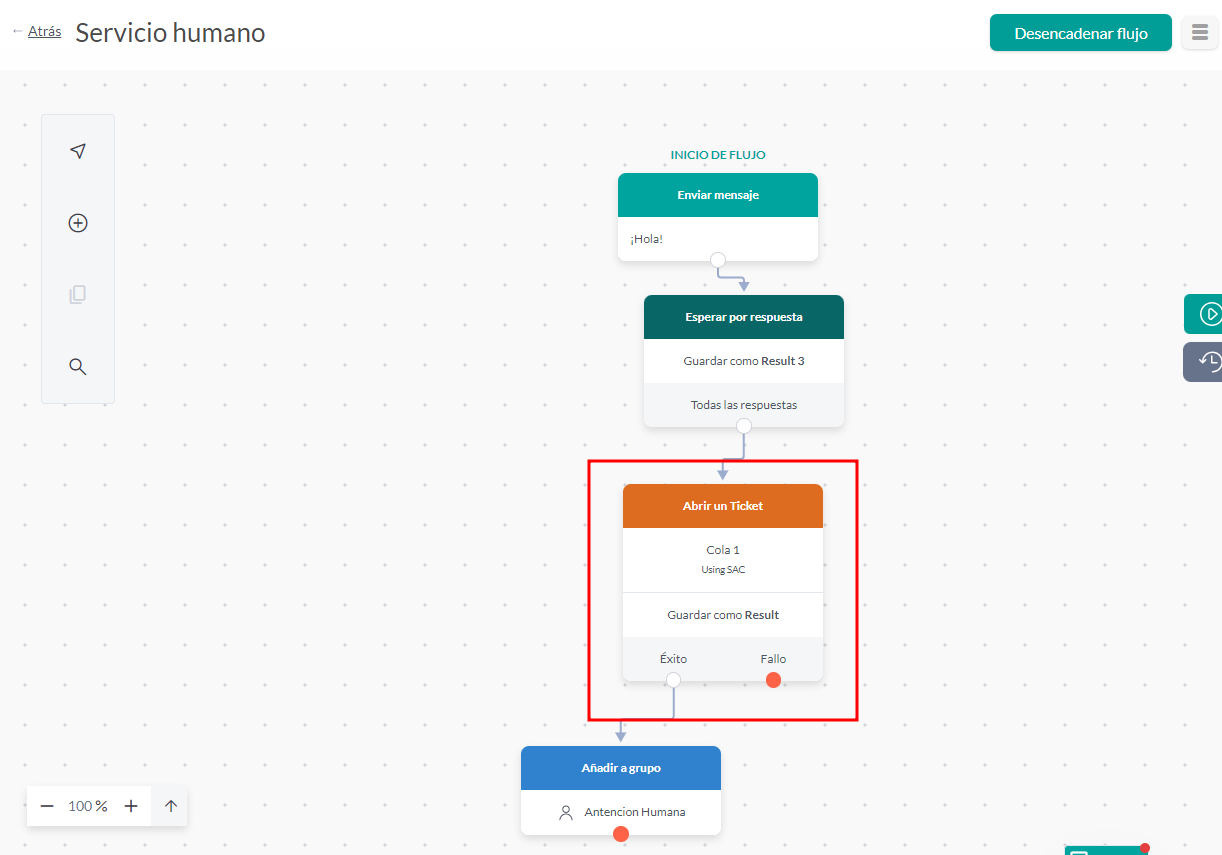 ← Atrás
Servicio humano
Desencadenar flujo
INICIO DE FLUJO
Enviar mensaje
¡Hola!
Esperar por respuesta
Guardar como Result 3
Todas las respuestas
Abrir un Ticket
Cola 1
Using SAC
Guardar como Result
Éxito
Fallo
Añadir a grupo
Antencion Humana
100 %